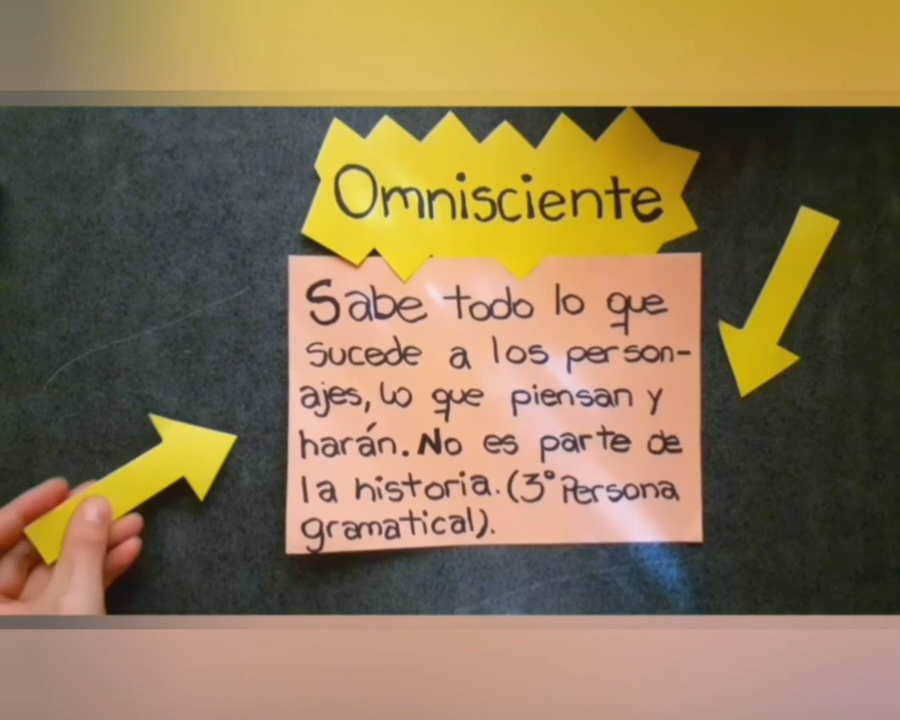 Omnisciente
Sabe todo lo que
sucede a los person-
ajes, lo que piensan y
harán. No es parte de
la historia. (3° Persona
gramatical).